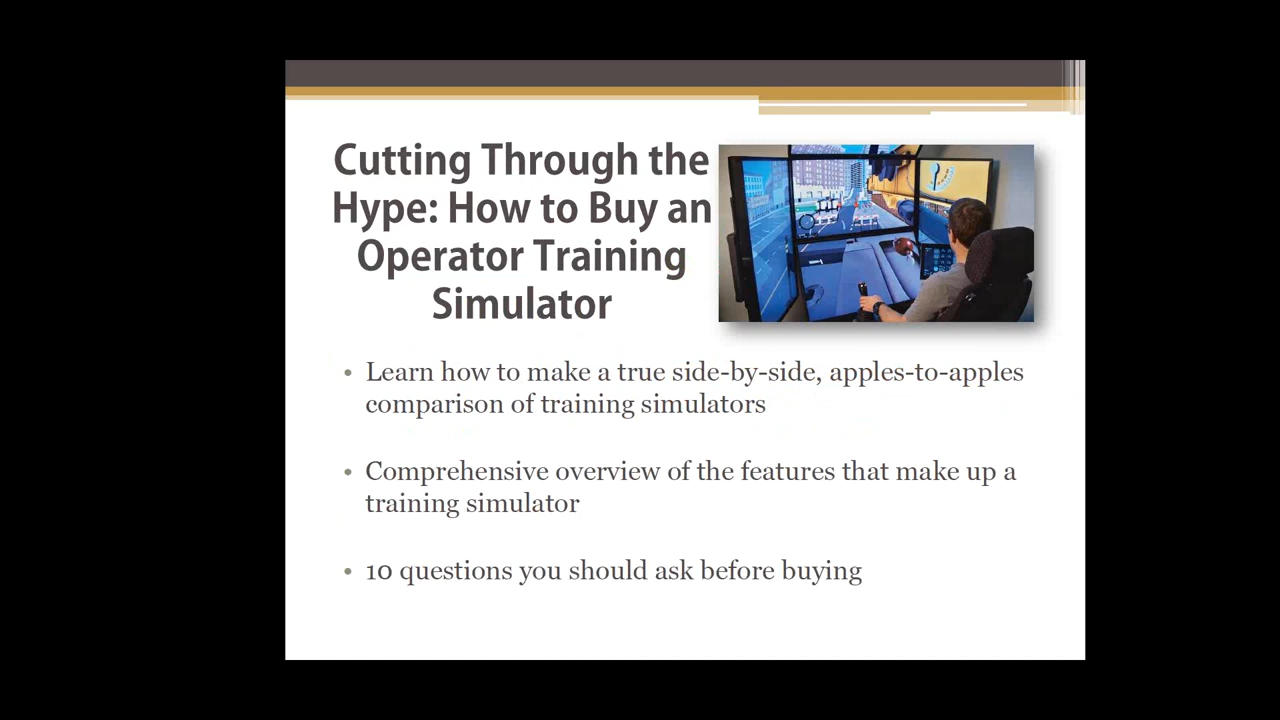 Cutting Through the
Hype: How to Buy an
Operator Training
Simulator
• Learn how to make a true side-by-side, apples-to-apples
comparison of training simulators
• Comprehensive overview of the features that make up a
training simulator
• 10 questions you should ask before buying